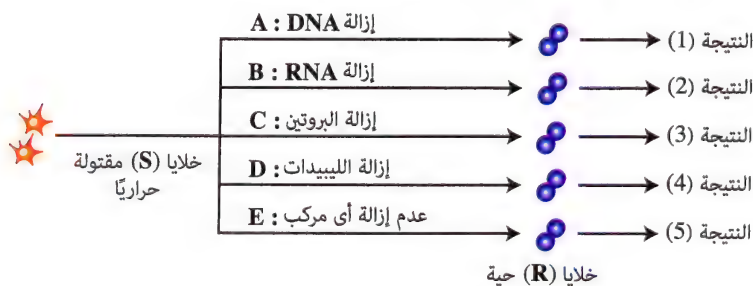 A : DNA إزالة
النتيجة (1)
B : RNA إزالة
النتيجة (2)
C : إزالة البروتين
النتيجة (3)
خلايا (S) مقتولة
حراريًا
D : إزالة الليبيدات
النتيجة (4)
E : عدم إزالة أى مركب
النتيجة (5)
خلايا (R) حية